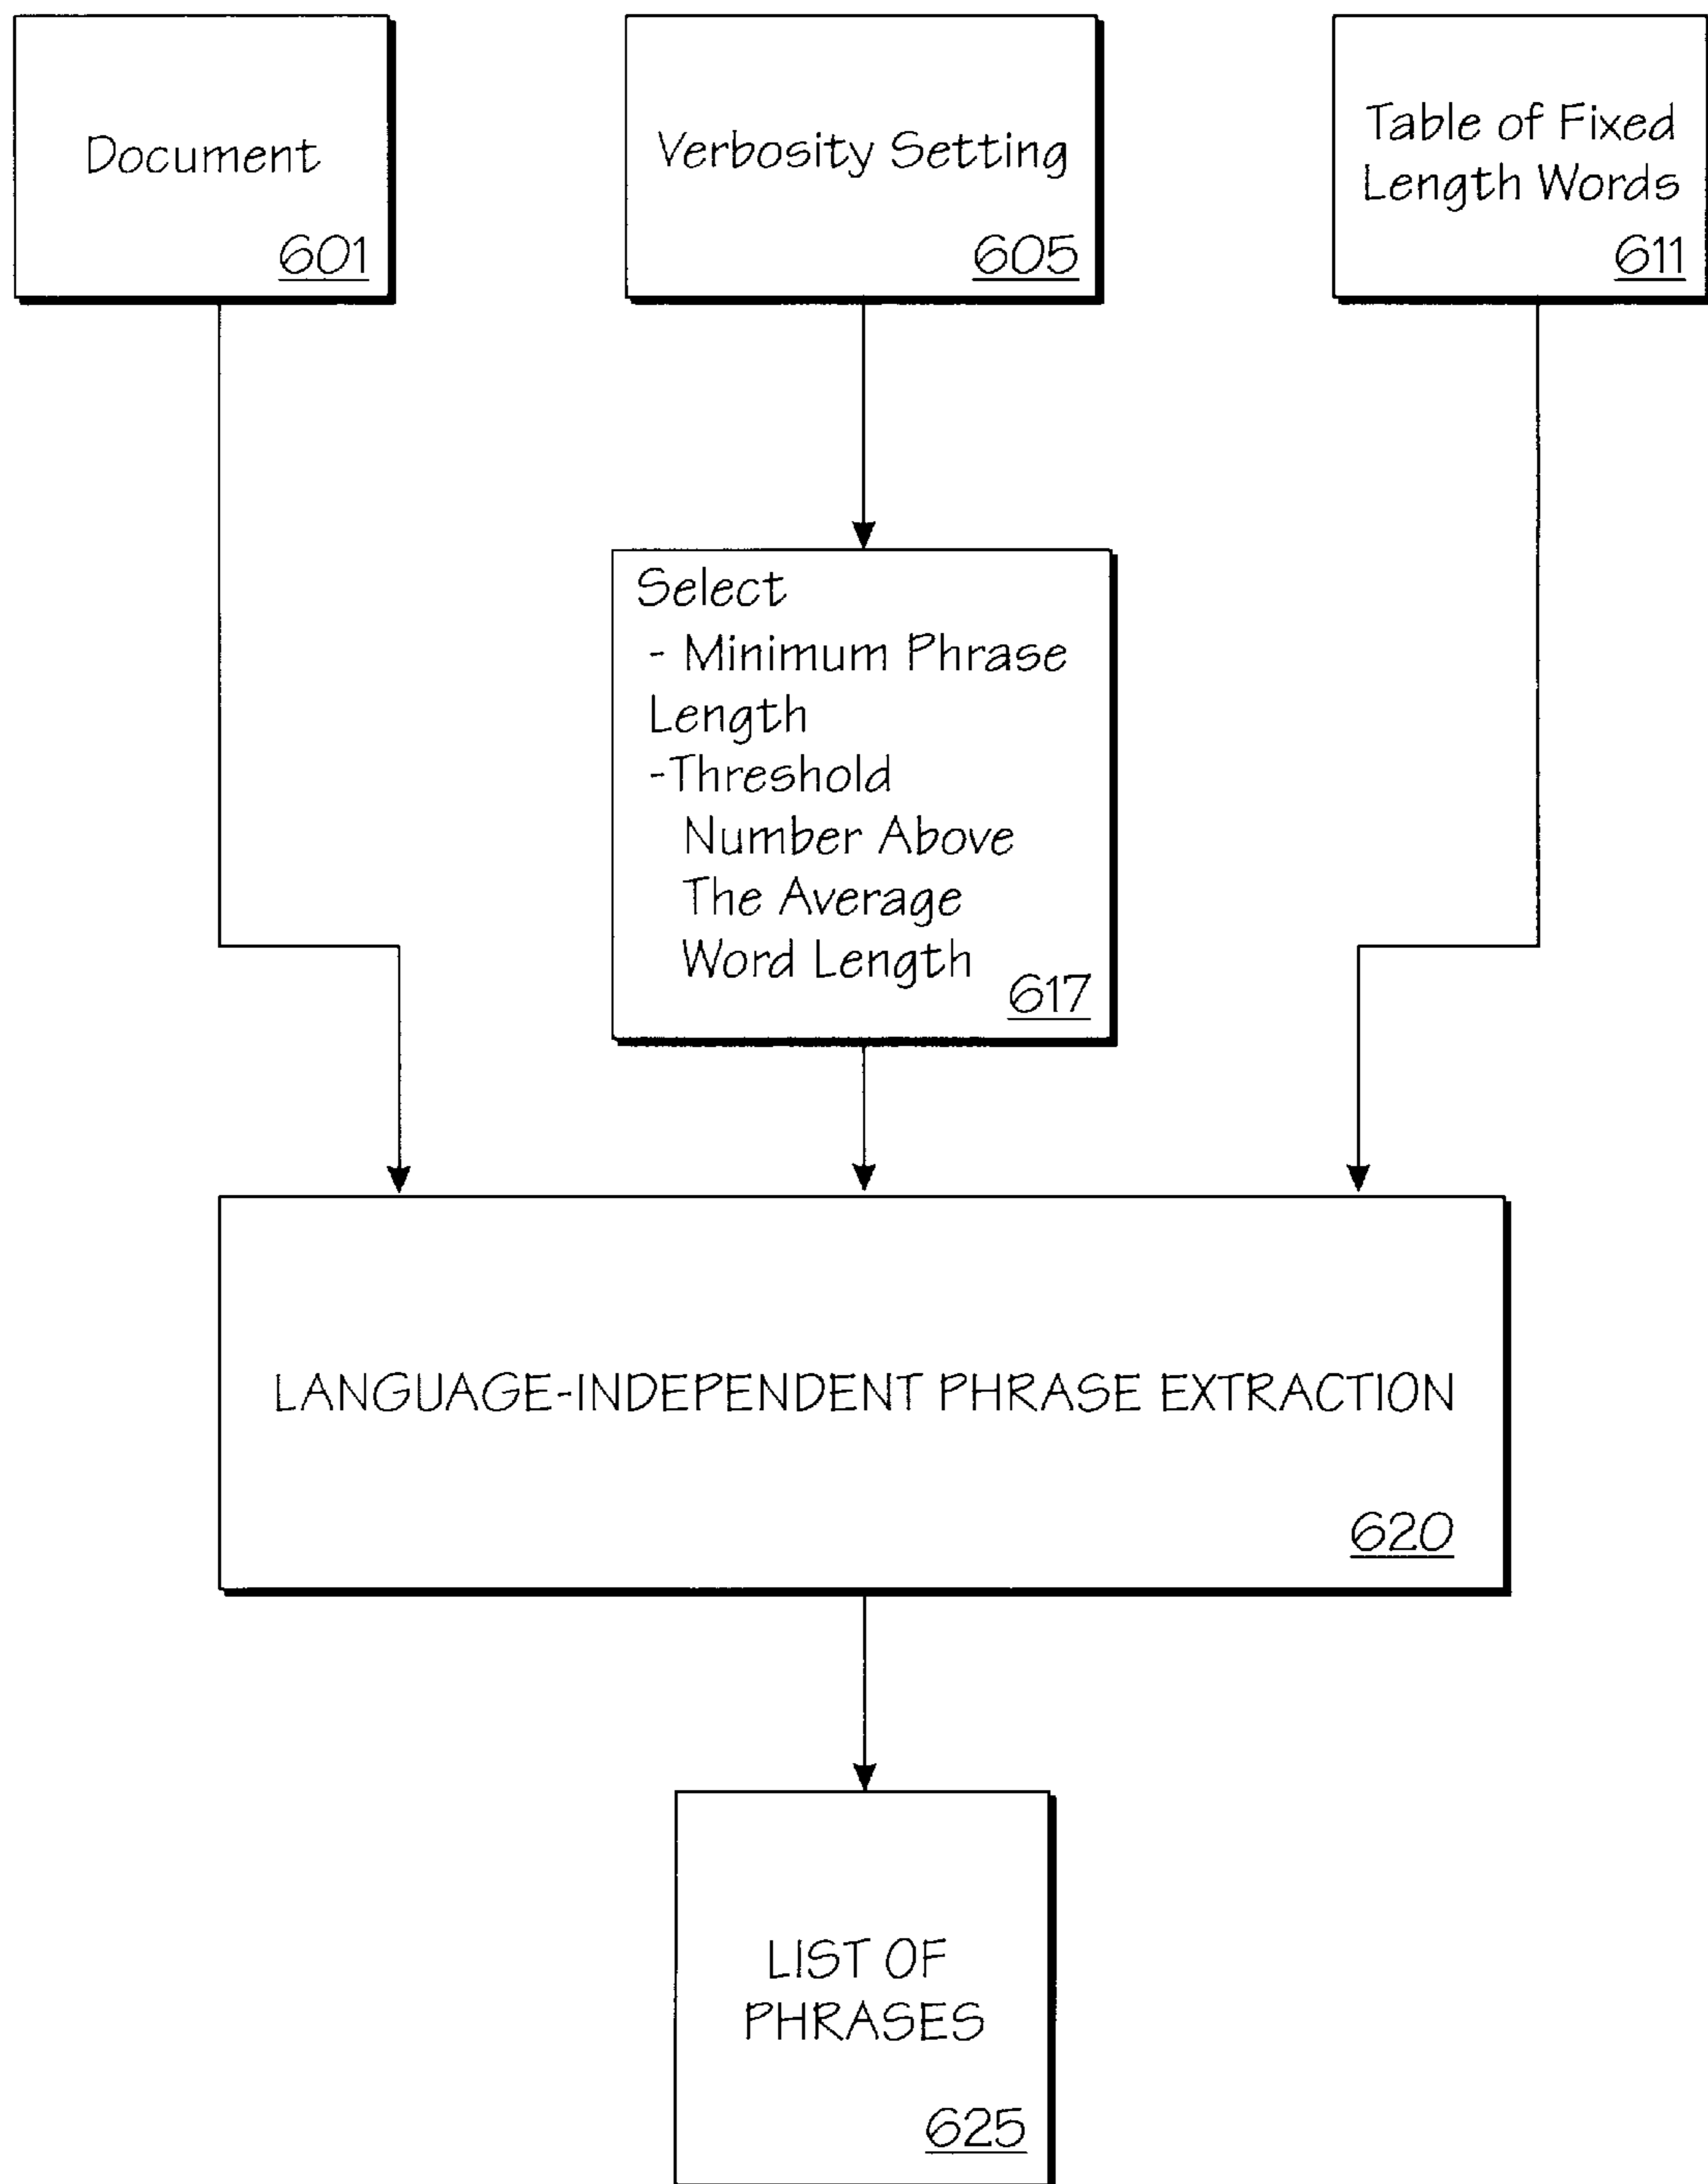 Document
601
Verbosity Setting
605
Table of Fixed
Length Words
611
Select
- Minimum Phrase
Length
-Threshold
Number Above
The Average
Word Length
617
LANGUAGE-INDEPENDENT PHRASE EXTRACTION
620
LIST OF
PHRASES
625